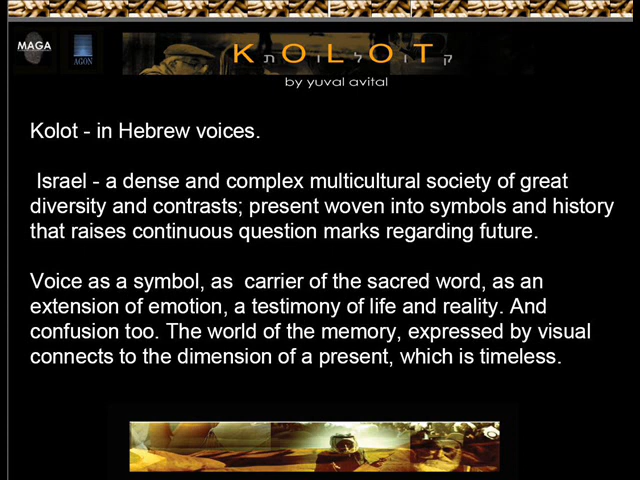 MAGA
AGON
K O L O T
ת ו ל ו ק
by yuval avital
Kolot - in Hebrew voices.
Israel - a dense and complex multicultural society of great
diversity and contrasts; present woven into symbols and history
that raises continuous question marks regarding future.
Voice as a symbol, as  carrier of the sacred word, as an
extension of emotion, a testimony of life and reality. And
confusion too. The world of the memory, expressed by visual
connects to the dimension of a present, which is timeless.